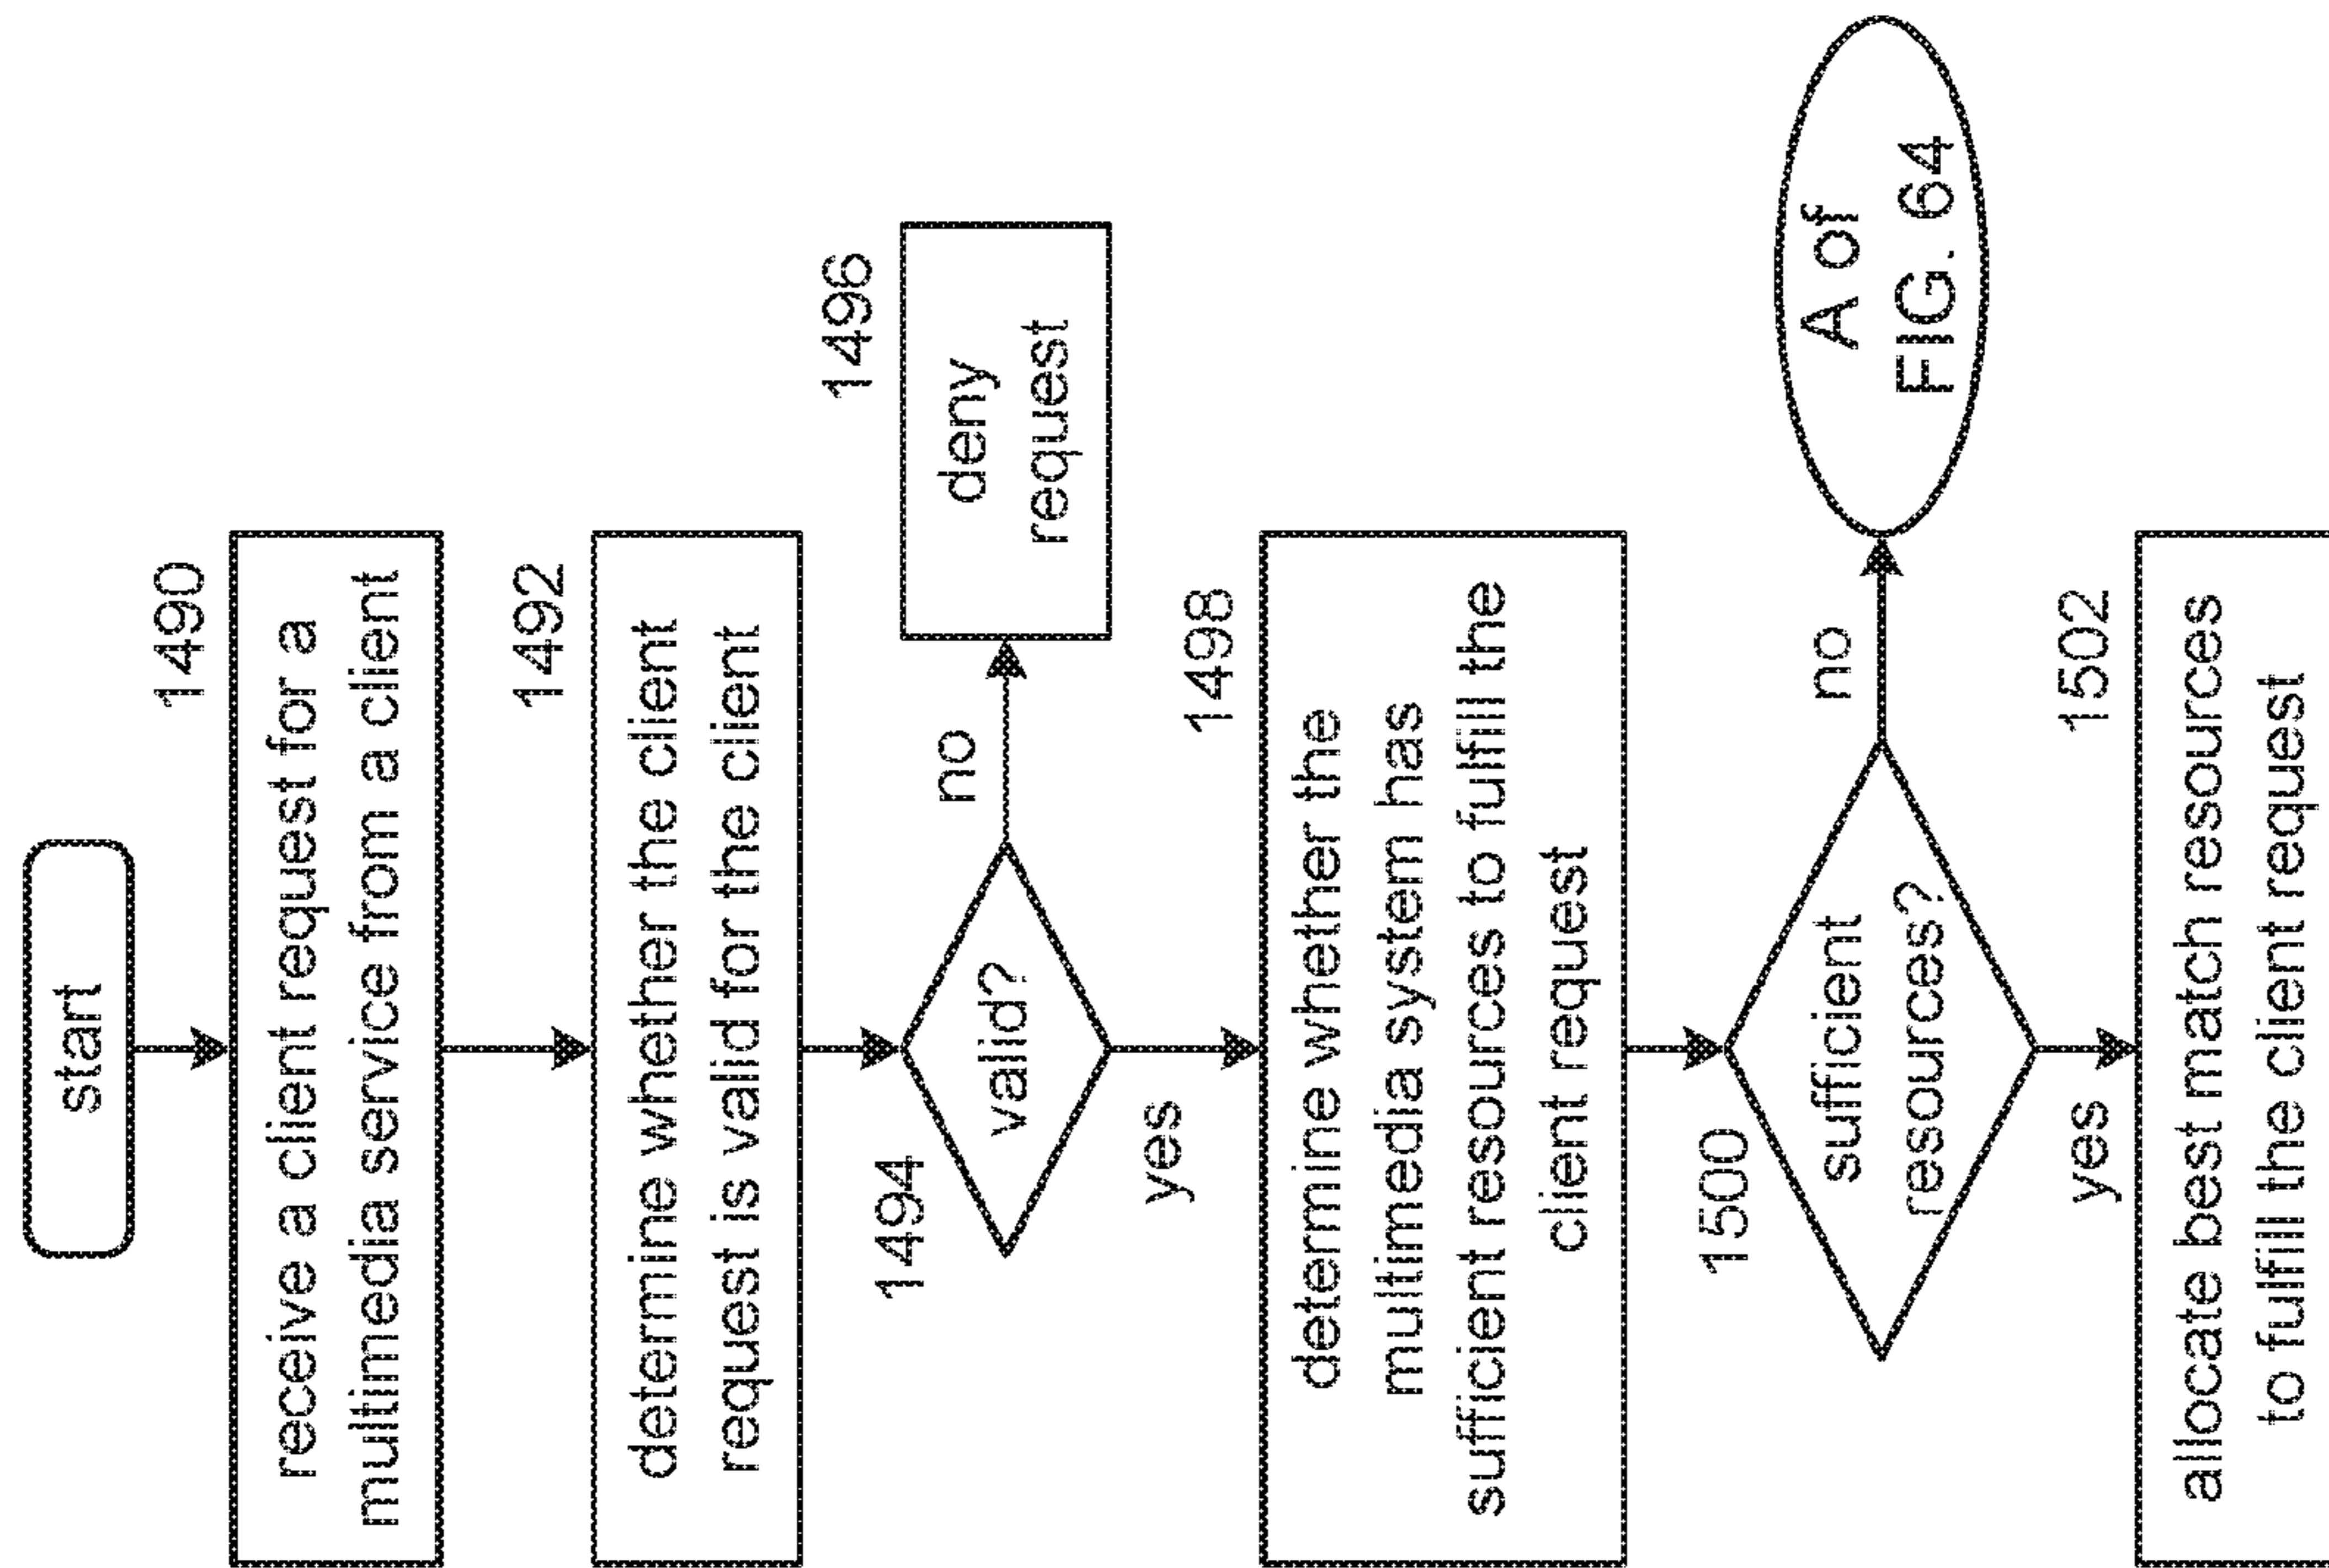 start
1490
receive a client request for a
multimedia service from a client
1492
determine whether the client
request is valid for the client
1494
valid?
no
1496
deny
request
yes
1498
determine whether the
multimedia system has
sufficient resources to fulfill the
client request
1500
sufficient
resources?
no
A of
FIG. 64
yes
1502
allocate best match resources
to fulfill the client request